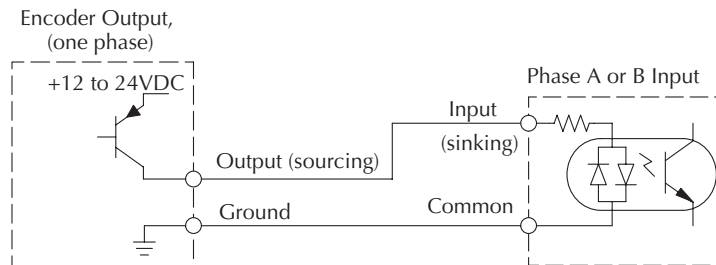 Encoder Output,
(one phase)
+12 to 24VDC
Phase A or B Input
Input
(sinking)
Output (sourcing)
Ground
Common